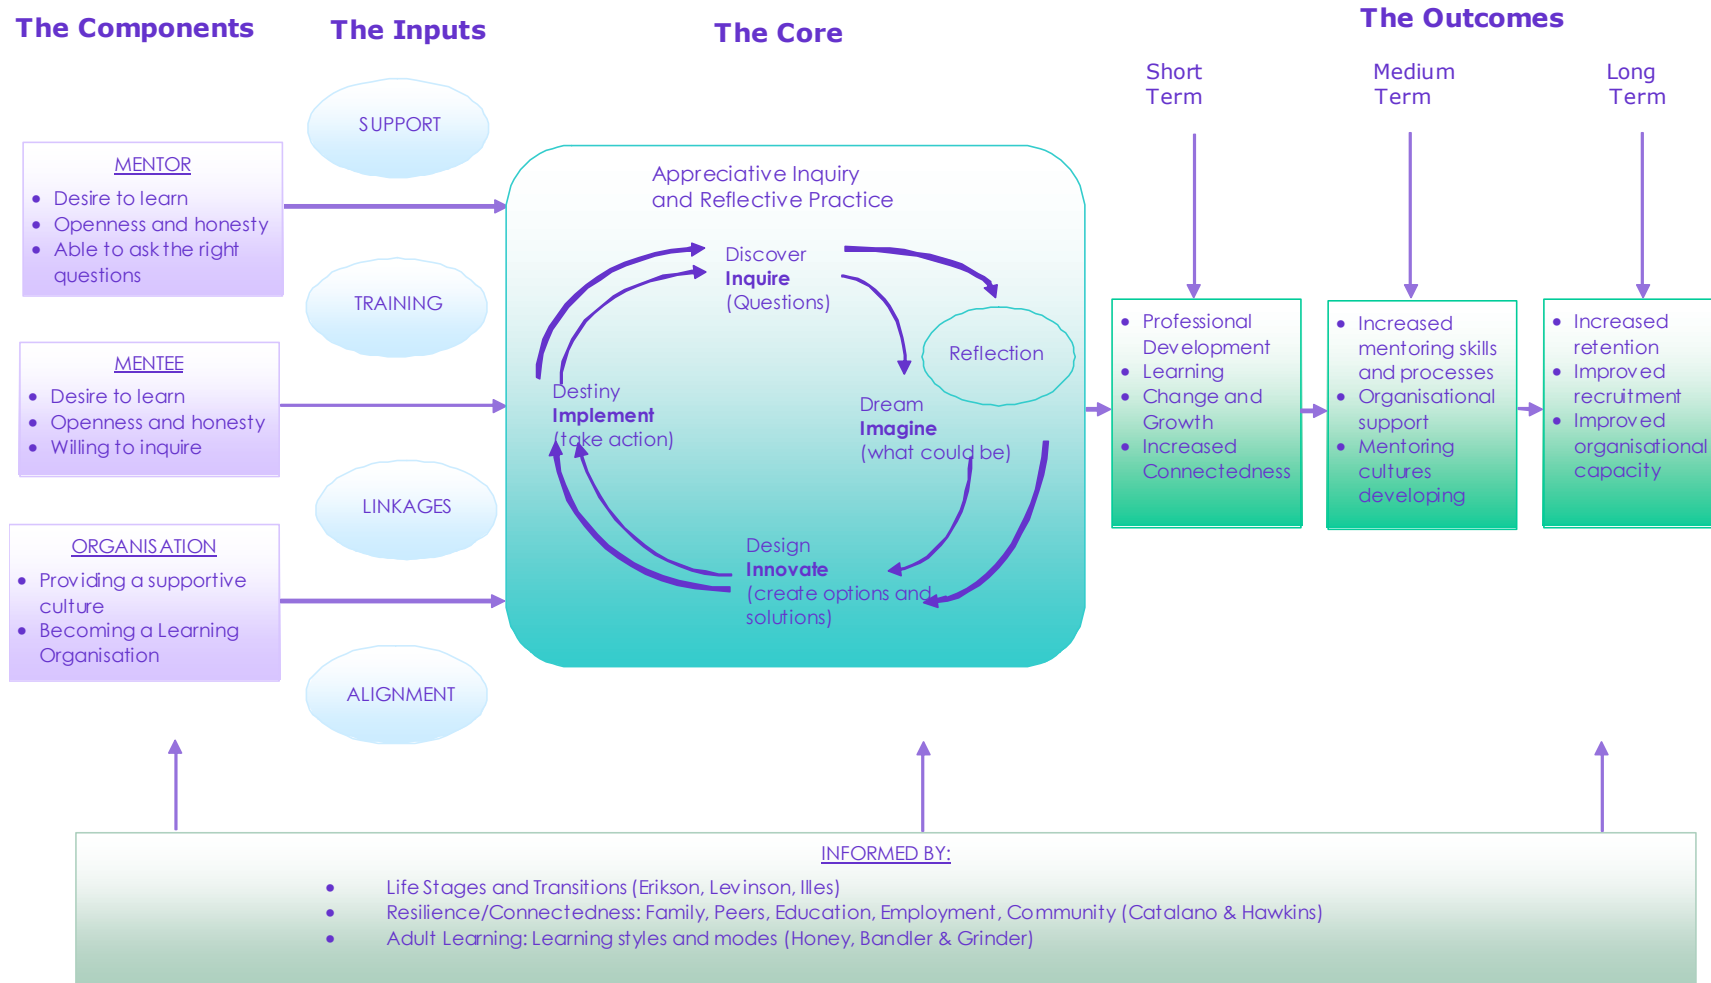 The Components
The Inputs
The Core
The Outcomes
Short
Term
Medium
Term
Long
Term
MENTOR
• Desire to learn
• Openness and honesty
• Able to ask the right
questions
MENTEE
• Desire to learn
• Openness and honesty
• Willing to inquire
ORGANISATION
• Providing a supportive
culture
• Becoming a Learning
Organisation
SUPPORT
TRAINING
LINKAGES
ALIGNMENT
Appreciative Inquiry
and Reflective Practice
Discover
Inquire
(Questions)
Reflection
Dream
Imagine
(what could be)
Design
Innovate
(create options and
solutions)
Destiny
Implement
(take action)
• Professional
Development
• Learning
• Change and
Growth
• Increased
Connectedness
• Increased
mentoring skills
and processes
• Organisational
support
• Mentoring
cultures
developing
• Increased
retention
• Improved
recruitment
• Improved
organisational
capacity
INFORMED BY:
• Life Stages and Transitions (Erikson, Levinson, Illes)
• Resilience/Connectedness: Family, Peers, Education, Employment, Community (Catalano & Hawkins)
• Adult Learning: Learning styles and modes (Honey, Bandler & Grinder)